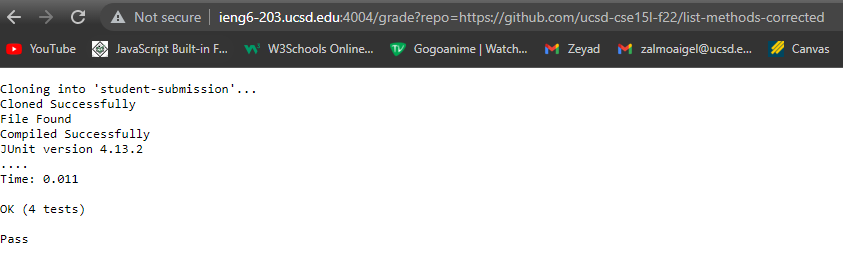 Not secure ieng6-203.ucsd.edu:4004/grade?repo=https://github.com/ucsd-cse15l-f22/list-methods-corrected
YouTube JavaScript Built-in F... W3Schools Online... Gogoanime | Watch... Zeyad zalmoaigel@ucsd.e... Canvas
Cloning into 'student-submission'...
Cloned Successfully
File Found
Compiled Successfully
JUnit version 4.13.2
....
Time: 0.011
OK (4 tests)
Pass